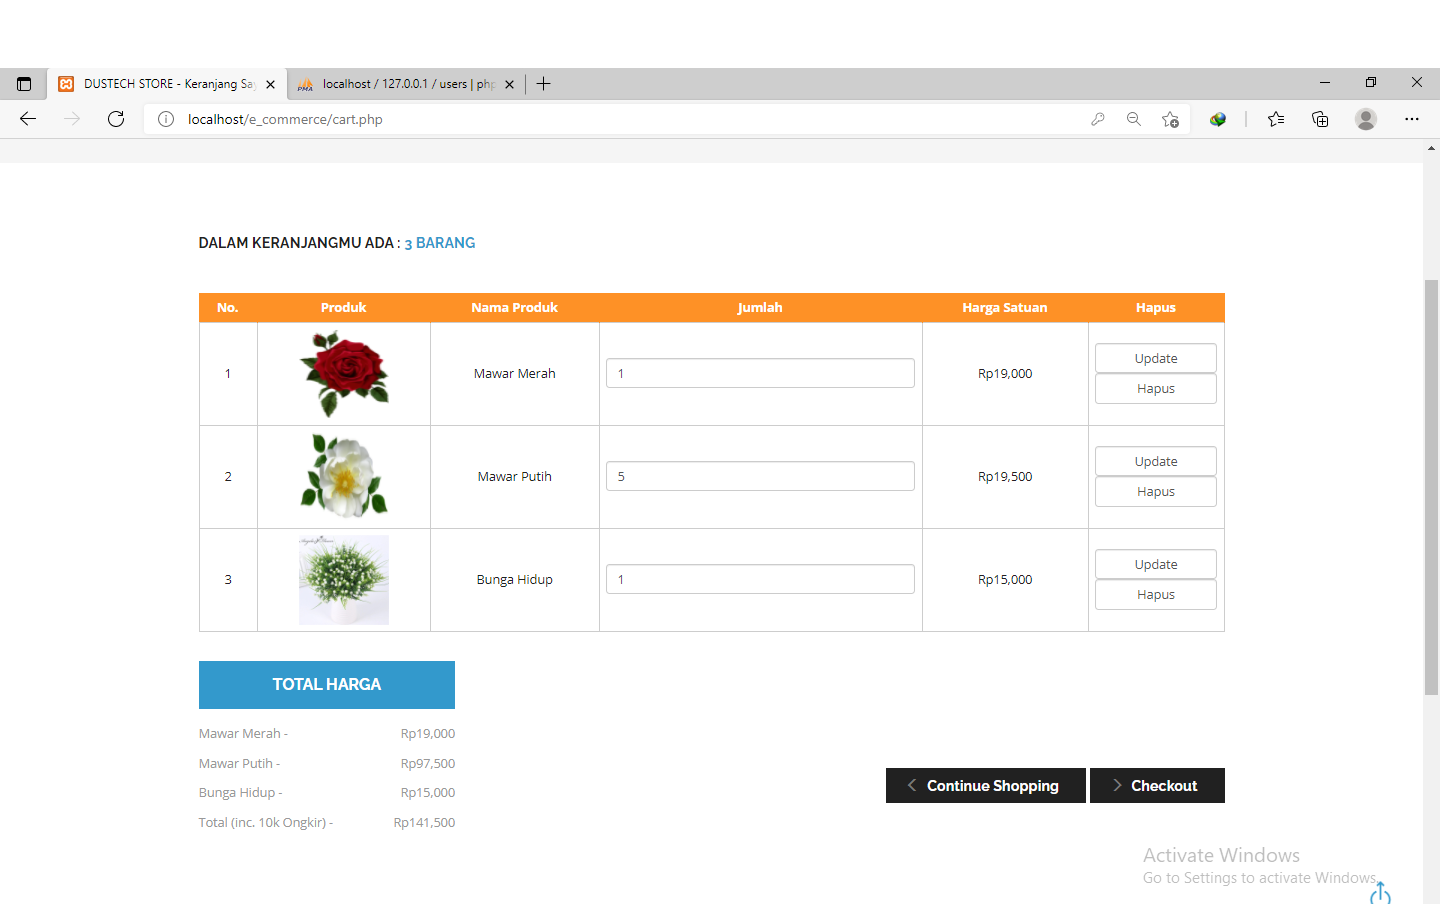 DUSTECH STORE - Keranjang Sa
localhost / 127.0.0.1 / users | php
localhost/e_commerce/cart.php
DALAM KERANJANGMU ADA : 3 BARANG
No. Produk Nama Produk Jumlah Harga Satuan Hapus
1 Mawar Merah 1 Rp19,000 Update
Hapus
2 Mawar Putih 5 Rp19,500 Update
Hapus
3 Bunga Hidup 1 Rp15,000 Update
Hapus
TOTAL HARGA
Mawar Merah - Rp19,000
Mawar Putih - Rp97,500
Bunga Hidup - Rp15,000
Total (inc. 10k Ongkir) - Rp141,500
Continue Shopping Checkout
Activate Windows
Go to Settings to activate Windows.